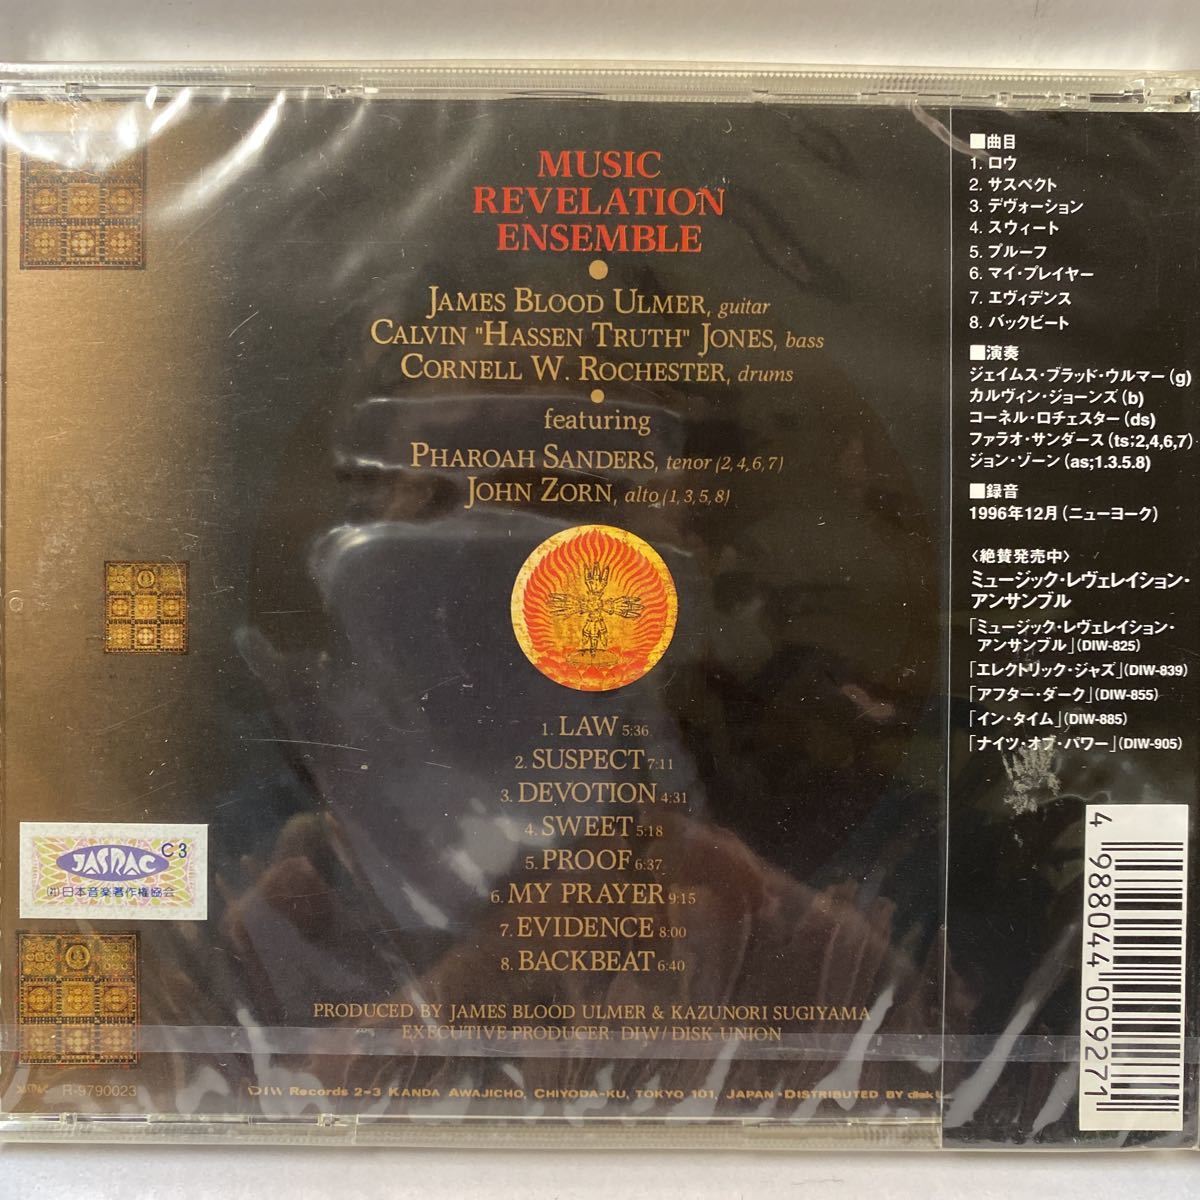 MUSIC
REVELATION
ENSEMBLE
JAMES BLOOD ULMER, guitar
CALVIN "HASSEN TRUTH" JONES, bass
CORNELL W. ROCHESTER, drums
featuring
PHAROAH SANDERS, tenor (2,4,6,7)
JOHN ZORN, alto (1,3,5,8)
1. LAW 5:36
2. SUSPECT 7:11
3. DEVOTION 4:31
4. SWEET 5:18
5. PROOF 6:37
6. MY PRAYER 9:15
7. EVIDENCE 8:00
8. BACKBEAT 6:40
PRODUCED BY JAMES BLOOD ULMER & KAZUNORI SUGIYAMA
EXECUTIVE PRODUCER: DIW/DISK UNION
JASRAC R-9790023
DIW Records 2-3 KANDA AWAJICHO, CHIYODA-KU, TOKYO 101, JAPAN • DISTRIBUTED BY disk
JASRAC C3
日本音楽著作権協会
■曲目
1. ロウ
2. サスペクト
3. デヴォーション
4. スウィート
5. プルーフ
6. マイ・プレイヤー
7. エヴィデンス
8. バックビート
■演奏
ジェイムス・ブラッド・ウルマー(g)
カルヴィン・ジョーンズ(b)
コーネル・ロチェスター(ds)
ファラオ・サンダース(ts;2,4,6,7)
ジョン・ゾーン(as;1.3.5.8)
■録音
1996年12月(ニューヨーク)
〈絶賛発売中〉
ミュージック・レヴェレイション・
アンサンブル
「ミュージック・レヴェレイション・
アンサンブル」(DIW-825)
「エレクトリック・ジャズ」(DIW-839)
「アフター・ダーク」(DIW-855)
「イン・タイム」(DIW-885)
「ナイツ・オブ・パワー」(DIW-905)
4 988044 009271